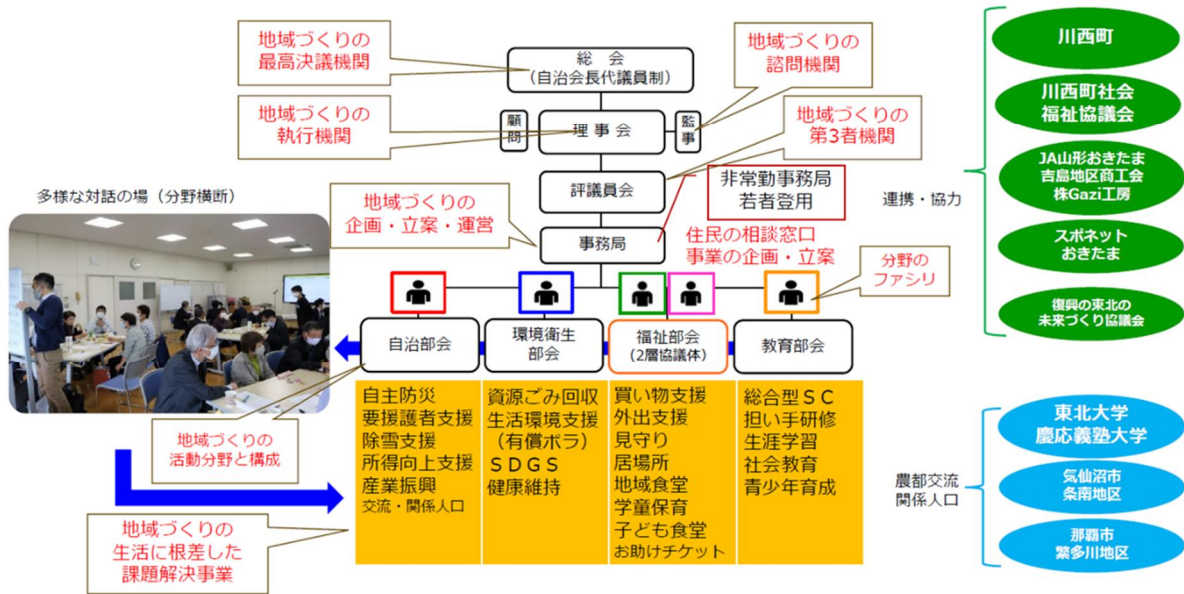 地域づくりの
最高決議機関
総 会
(自治会長代議員制)
地域づくりの
諮問機関
地域づくりの
執行機関
顧問
理 事 会
監事
地域づくりの
第3者機関
評議員会
非常勤事務局
若者登用
地域づくりの
企画・立案・運営
事務局
住民の相談窓口
事業の企画・立案
分野の
ファシリ
多様な対話の場(分野横断)
自治部会
環境衛生
部会
福祉部会
(2層協議体)
教育部会
自主防災
要援護者支援
除雪支援
所得向上支援
産業振興
交流・関係人口
資源ごみ回収
生活環境支援
(有償ボラ)
SDGS
健康維持
買い物支援
外出支援
見守り
居場所
地域食堂
学童保育
子ども食堂
お助けチケット
総合型SC
担い手研修
生涯学習
社会教育
青少年育成
地域づくりの
活動分野と構成
地域づくりの
生活に根差した
課題解決事業
連携・協力
川西町
川西町社会
福祉協議会
JA山形おきたま
吉島地区商工会
株Gazi工房
スポネット
おきたま
復興の東北の
未来づくり協議会
農都交流
関係人口
東北大学
慶応義塾大学
気仙沼市
条南地区
那覇市
繁多川地区